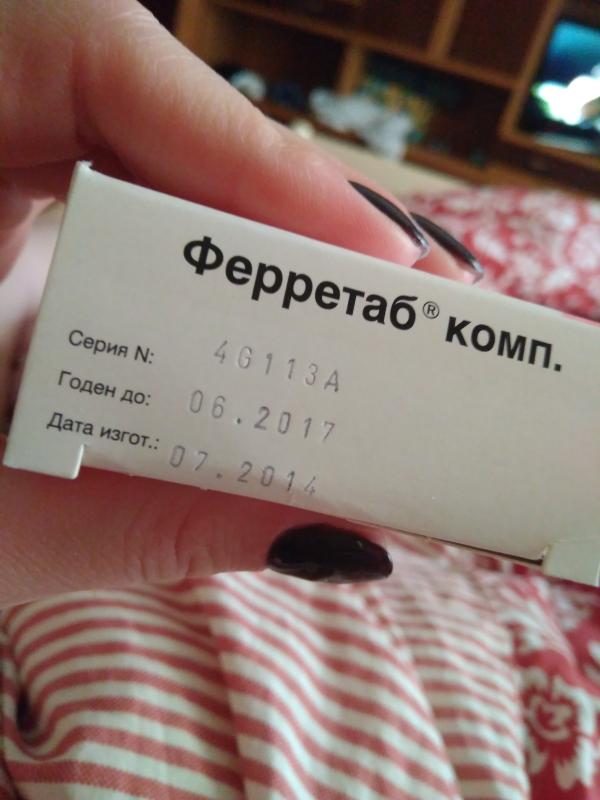 Ферретаб® комп.
Серия N: 4G113A
Годен до: 06.2017
Дата изгот.: 07.2014